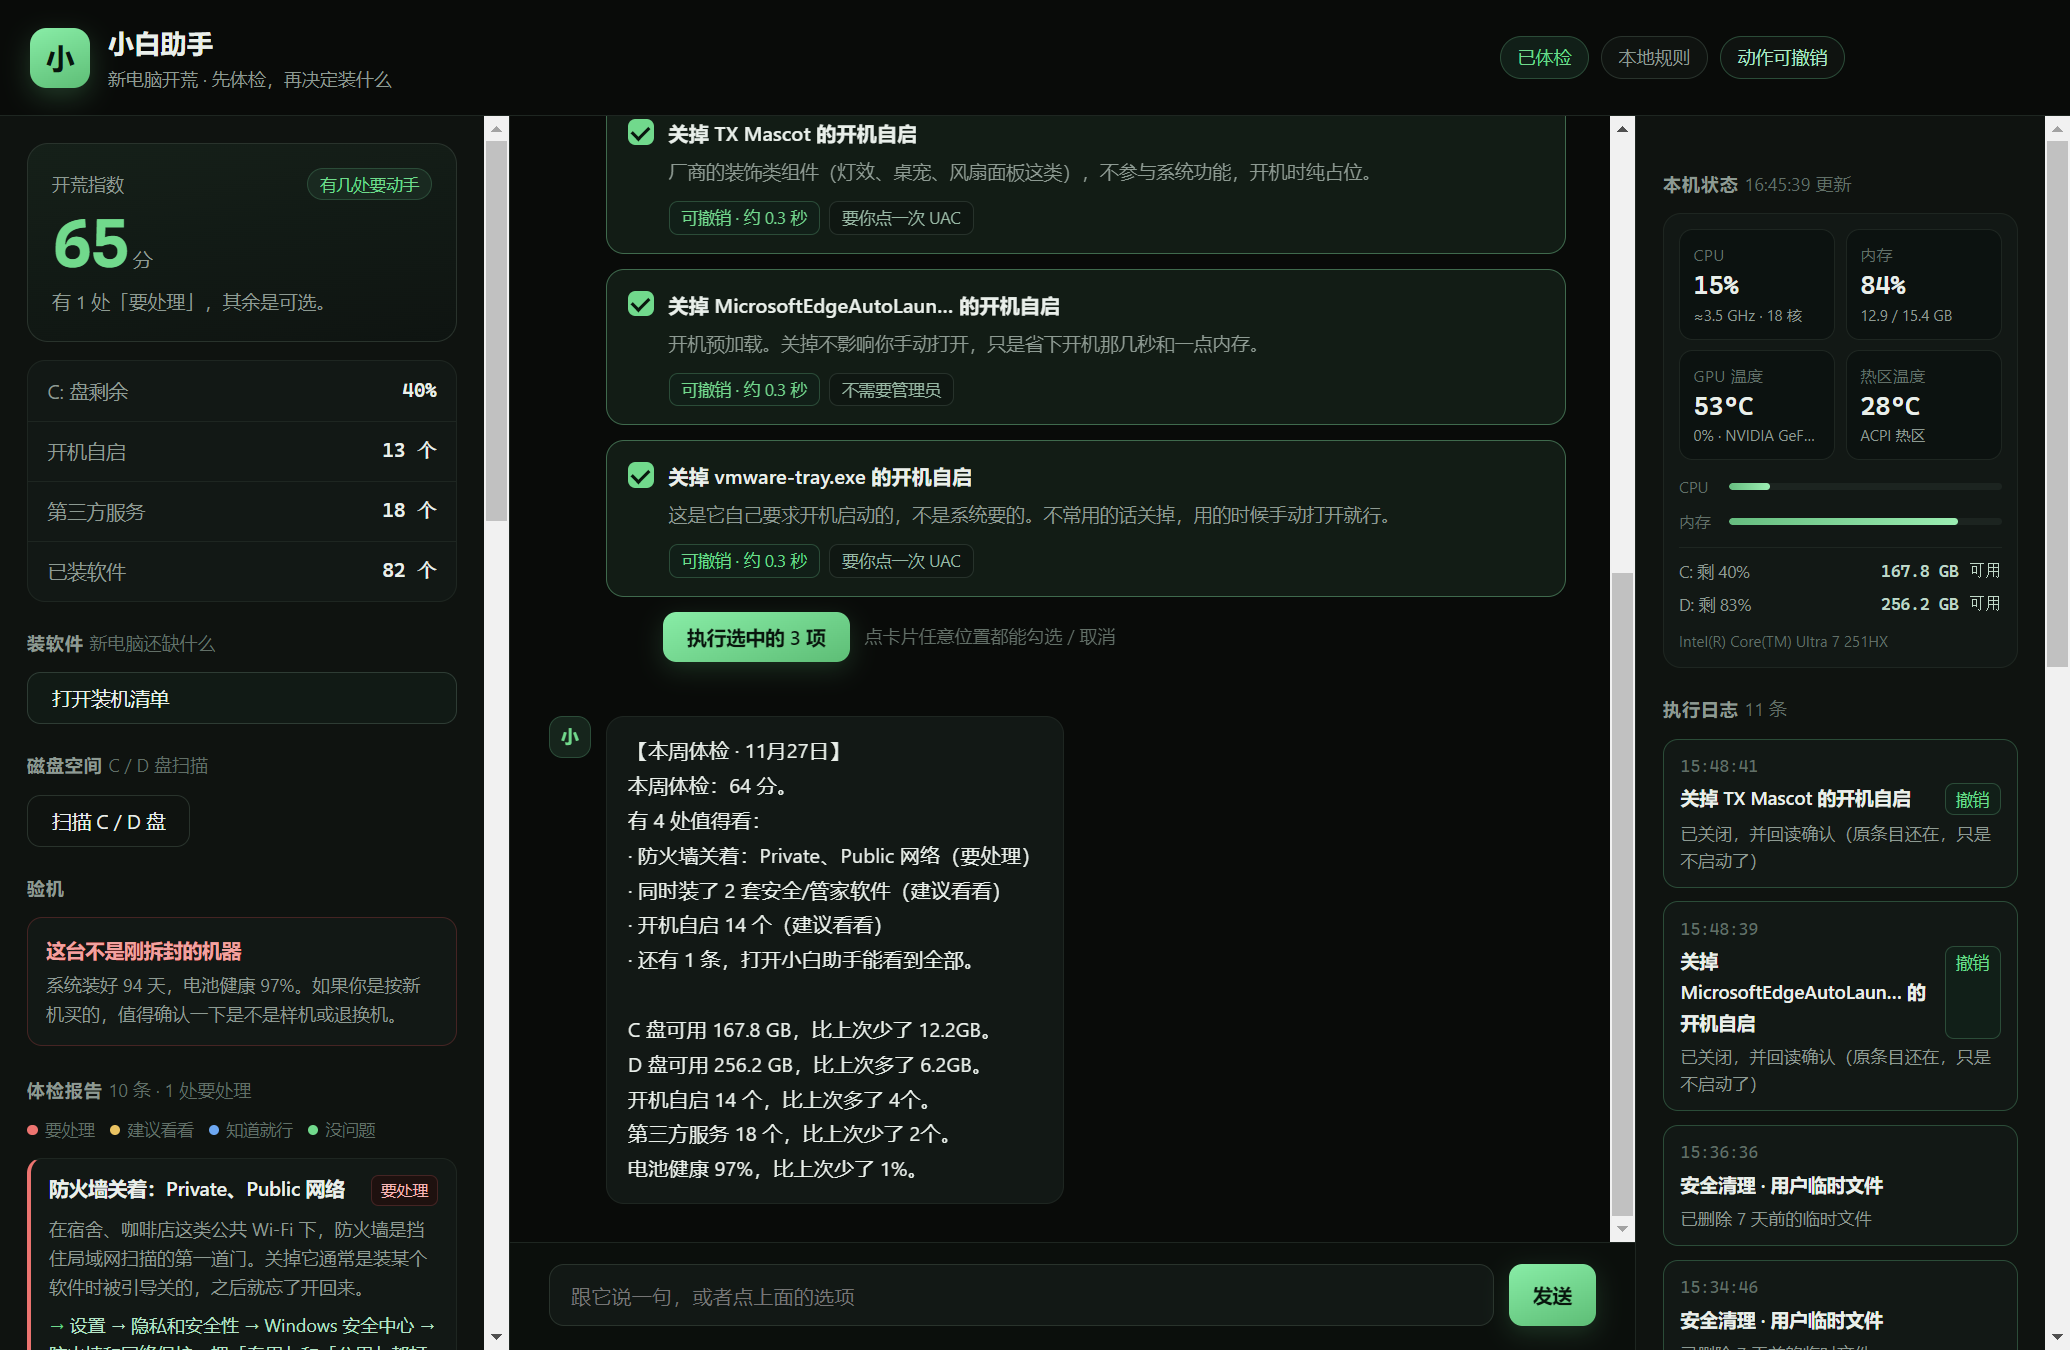 小
小白助手
新电脑开荒 · 先体检，再决定装什么
已体检
本地规则
动作可撤销
开荒指数
有几处要动手
65 分
有 1 处「要处理」，其余是可选。
C: 盘剩余 40%
开机自启 13 个
第三方服务 18 个
已装软件 82 个
装软件 新电脑还缺什么
打开装机清单
磁盘空间 C / D 盘扫描
扫描 C / D 盘
验机
这台不是刚拆封的机器
系统装好 94 天，电池健康 97%。如果你是按新
机买的，值得确认一下是不是样机或退换机。
体检报告 10 条 · 1 处要处理
要处理 建议看看 知道就行 没问题
防火墙关着：Private、Public 网络 要处理
在宿舍、咖啡店这类公共 Wi-Fi 下，防火墙是挡
住局域网扫描的第一道门。关掉它通常是装某个
软件时被引导关的，之后就忘了开回来。
→ 设置 → 隐私和安全性 → Windows 安全中心 →
关掉 TX Mascot 的开机自启
厂商的装饰类组件（灯效、桌宠、风扇面板这类），不参与系统功能，开机时纯占位。
可撤销 · 约 0.3 秒 要你点一次 UAC
关掉 MicrosoftEdgeAutoLaun... 的开机自启
开机预加载。关掉不影响你手动打开，只是省下开机那几秒和一点内存。
可撤销 · 约 0.3 秒 不需要管理员
关掉 vmware-tray.exe 的开机自启
这是它自己要求开机启动的，不是系统要的。不常用的话关掉，用的时候手动打开就行。
可撤销 · 约 0.3 秒 要你点一次 UAC
执行选中的 3 项 点卡片任意位置都能勾选 / 取消
小
【本周体检 · 11月27日】
本周体检：64 分。
有 4 处值得看：
· 防火墙关着：Private、Public 网络（要处理）
· 同时装了 2 套安全/管家软件（建议看看）
· 开机自启 14 个（建议看看）
· 还有 1 条，打开小白助手能看到全部。
C 盘可用 167.8 GB，比上次少了 12.2GB。
D 盘可用 256.2 GB，比上次多了 6.2GB。
开机自启 14 个，比上次多了 4个。
第三方服务 18 个，比上次少了 2个。
电池健康 97%，比上次少了 1%。
跟它说一句，或者点上面的选项
发送
本机状态 16:45:39 更新
CPU
15%
≈3.5 GHz · 18 核
内存
84%
12.9 / 15.4 GB
GPU 温度
53°C
0% · NVIDIA GeF...
热区温度
28°C
ACPI 热区
CPU
内存
C: 剩 40% 167.8 GB 可用
D: 剩 83% 256.2 GB 可用
Intel(R) Core(TM) Ultra 7 251HX
执行日志 11 条
15:48:41
关掉 TX Mascot 的开机自启 撤销
已关闭，并回读确认（原条目还在，只是
不启动了）
15:48:39
关掉
MicrosoftEdgeAutoLaun... 的
开机自启
撤销
已关闭，并回读确认（原条目还在，只是
不启动了）
15:36:36
安全清理 · 用户临时文件
已删除 7 天前的临时文件
15:34:46
安全清理 · 用户临时文件